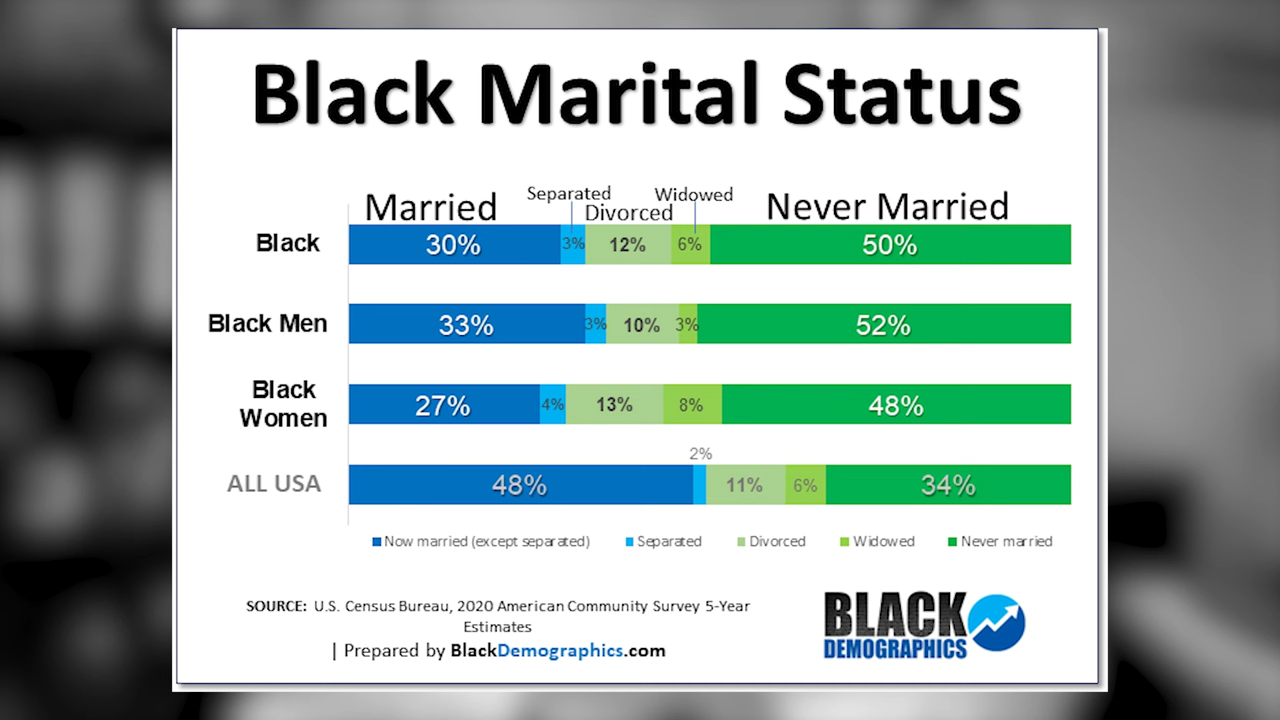 Black Marital Status
Separated Widowed
Married Divorced Never Married
Black 30% 3% 12% 6% 50%
Black Men 33% 3% 10% 3% 52%
Black
Women 27% 4% 13% 8% 48%
2%
ALL USA 48% 11% 6% 34%
Now married (except separated) Separated Divorced Widowed Never married
SOURCE: U.S. Census Bureau, 2020 American Community Survey 5-Year
Estimates
| Prepared by BlackDemographics.com
BLACK
DEMOGRAPHICS